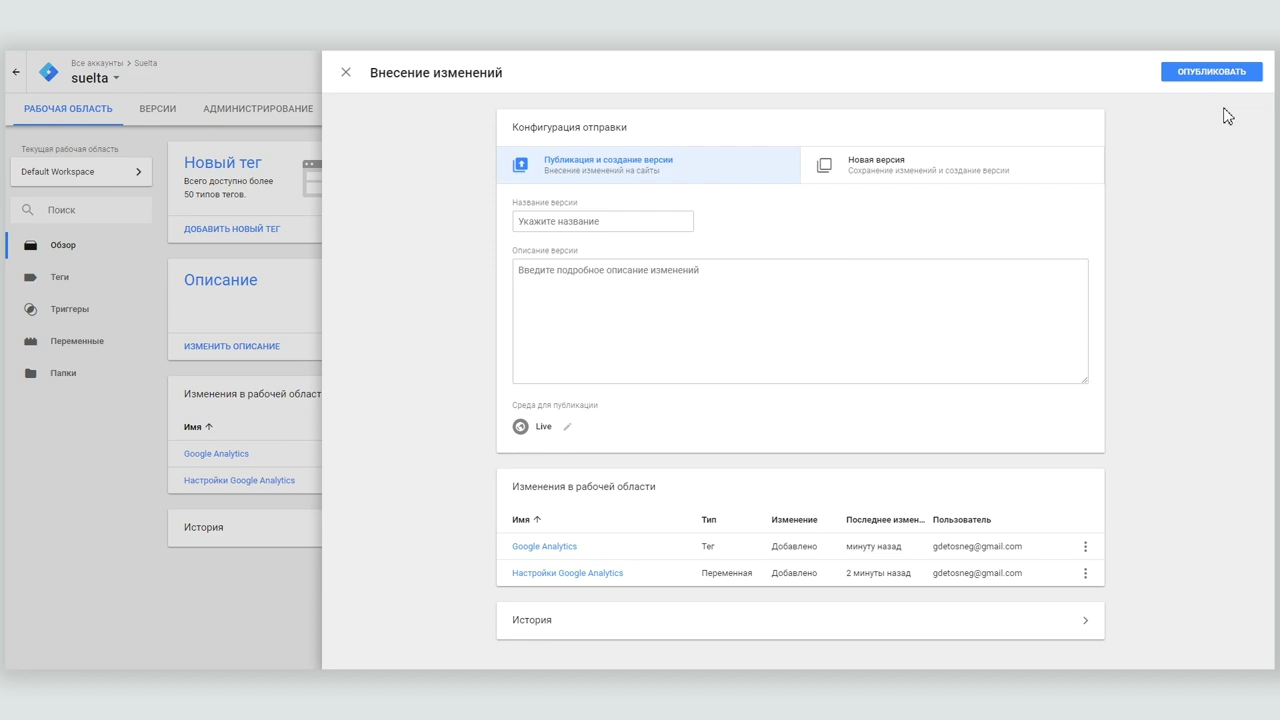 Все аккаунты > Suelta
suelta
РАБОЧАЯ ОБЛАСТЬ
ВЕРСИИ
АДМИНИСТРИРОВАНИЕ
Текущая рабочая область
Default Workspace
Поиск
Обзор
Теги
Триггеры
Переменные
Папки
Новый тег
Всего доступно более
50 типов тегов.
ДОБАВИТЬ НОВЫЙ ТЕГ
Описание
ИЗМЕНИТЬ ОПИСАНИЕ
Изменения в рабочей област
Имя
Google Analytics
Настройки Google Analytics
История
Внесение изменений
ОПУБЛИКОВАТЬ
Конфигурация отправки
Публикация и создание версии
Внесение изменений на сайты
Новая версия
Сохранение изменений и создание версии
Название версии
Укажите название
Описание версии
Введите подробное описание изменений
Среда для публикации
Live
Изменения в рабочей области
Имя Тип Изменение Последнее измен... Пользователь
Google Analytics Тег Добавлено минуту назад gdetosneg@gmail.com
Настройки Google Analytics Переменная Добавлено 2 минуты назад gdetosneg@gmail.com
История